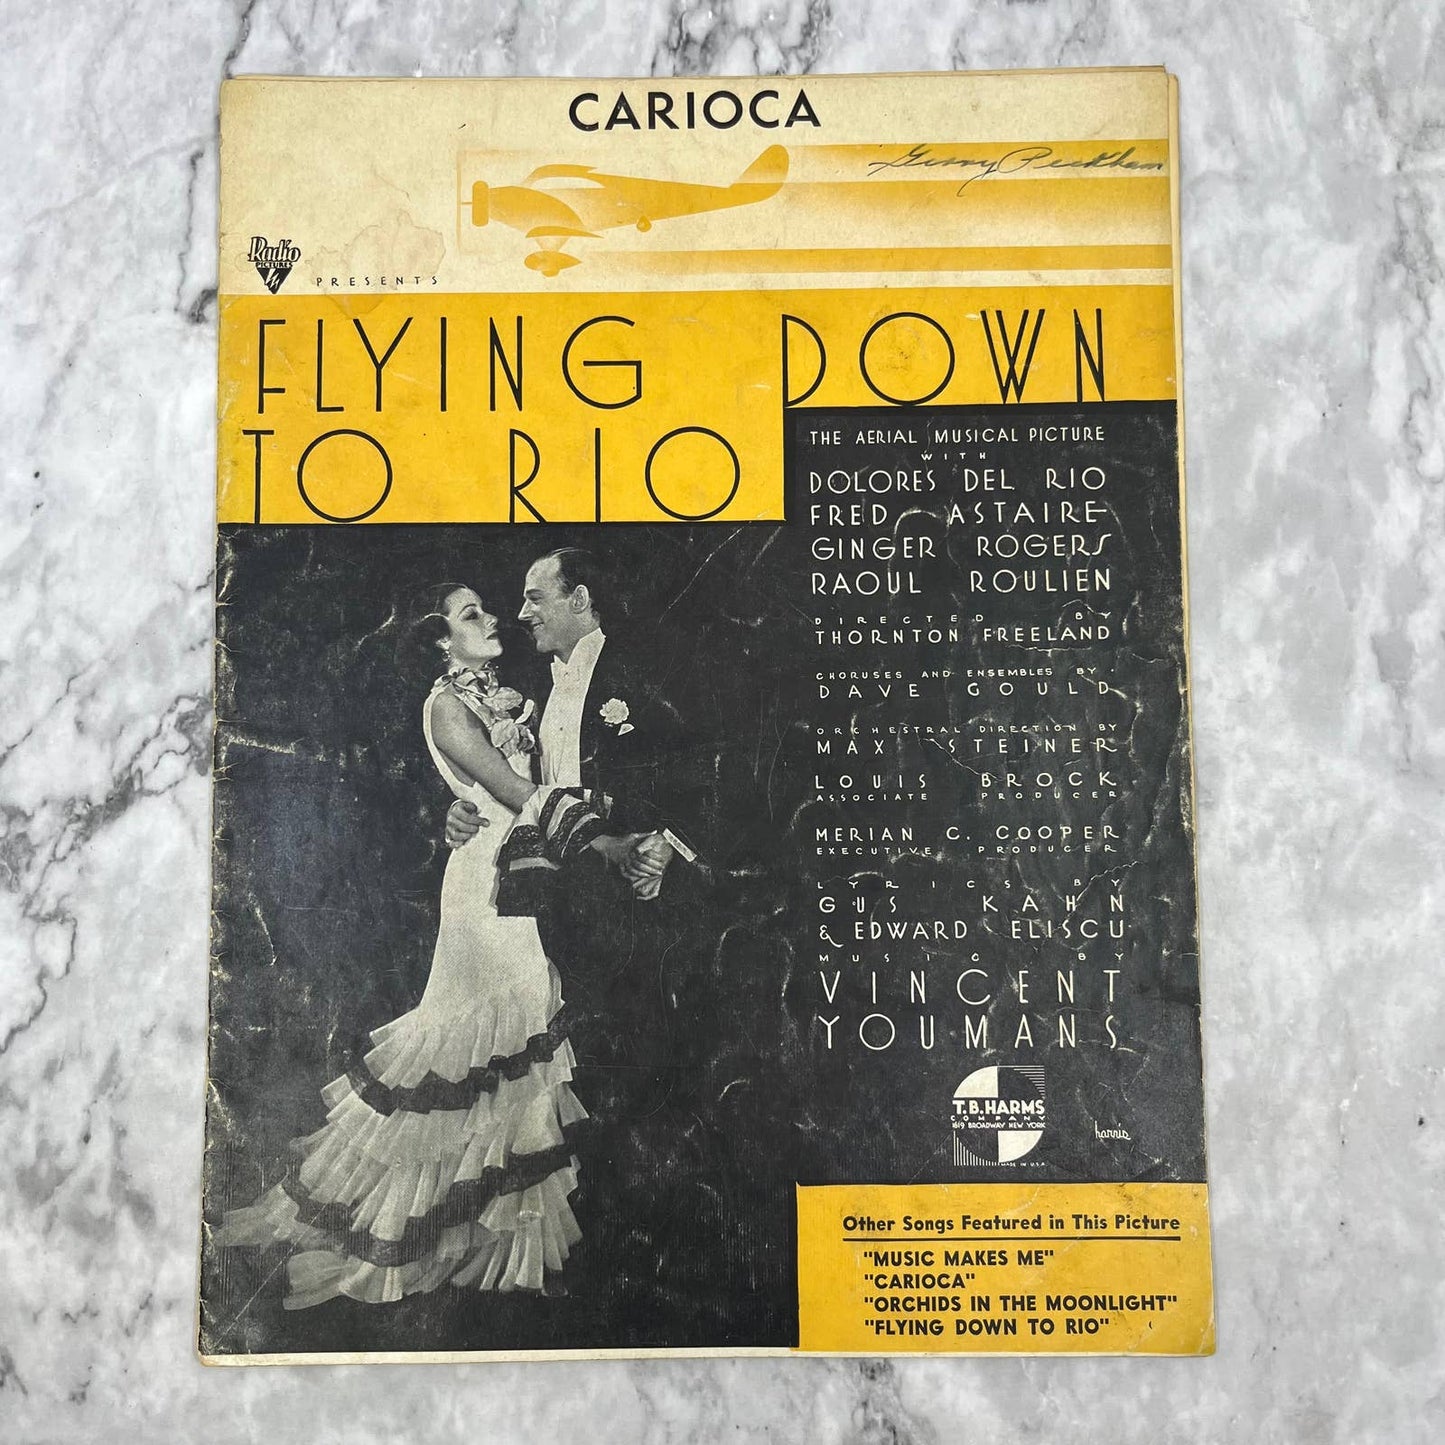 CARIOCA
Gerry Peckham
Radio
PICTURES
PRESENTS
FLYING DOWN
TO RIO
THE AERIAL MUSICAL PICTURE
WITH
DOLORES DEL RIO
FRED ASTAIRE
GINGER ROGERS
RAOUL ROULIEN
DIRECTED BY
THORNTON FREELAND
CHORUSES AND ENSEMBLES BY
DAVE GOULD
ORCHESTRAL DIRECTION BY
MAX STEINER
LOUIS BROCK
ASSOCIATE PRODUCER
MERIAN C. COOPER
EXECUTIVE PRODUCER
LYRICS BY
GUS KAHN
& EDWARD ELISCU
MUSIC BY
VINCENT
YOUMANS
T.B. HARMS
COMPANY
1619 BROADWAY NEW YORK
MADE IN U.S.A.
harris
Other Songs Featured in This Picture
"MUSIC MAKES ME"
"CARIOCA"
"ORCHIDS IN THE MOONLIGHT"
"FLYING DOWN TO RIO"